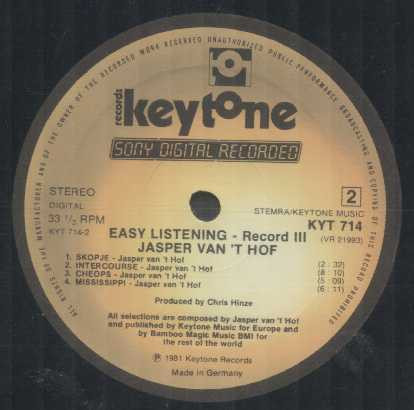 ALL RIGHTS OF THE MANUFACTURER AND OF THE OWNER OF THE RECORDED WORK RESERVED UNAUTHORIZED PUBLIC PERFORMANCE BROADCASTING AND COPYING OF THIS RECORD PROHIBITED
records
keytone
SONY DIGITAL RECORDED
STEREO
DIGITAL
33 1/2 RPM
KYT 714-2
2
STEMRA/KEYTONE MUSIC
KYT 714
(VR 21993)
EASY LISTENING - Record III
JASPER VAN 'T HOF
1. SKOPJE - Jasper van 't Hof (2 : 32)
2. INTERCOURSE - Jasper van 't Hof (8 : 10)
3. CHEOPS - Jasper van 't Hof (5 : 09)
4. MISSISSIPPI - Jasper van 't Hof (6 : 11)
Produced by Chris Hinze
All selections are composed by Jasper van 't Hof
and published by Keytone Music for Europe and
by Bamboo Magic Music BMI for
the rest of the world
℗ 1981 Keytone Records
Made in Germany